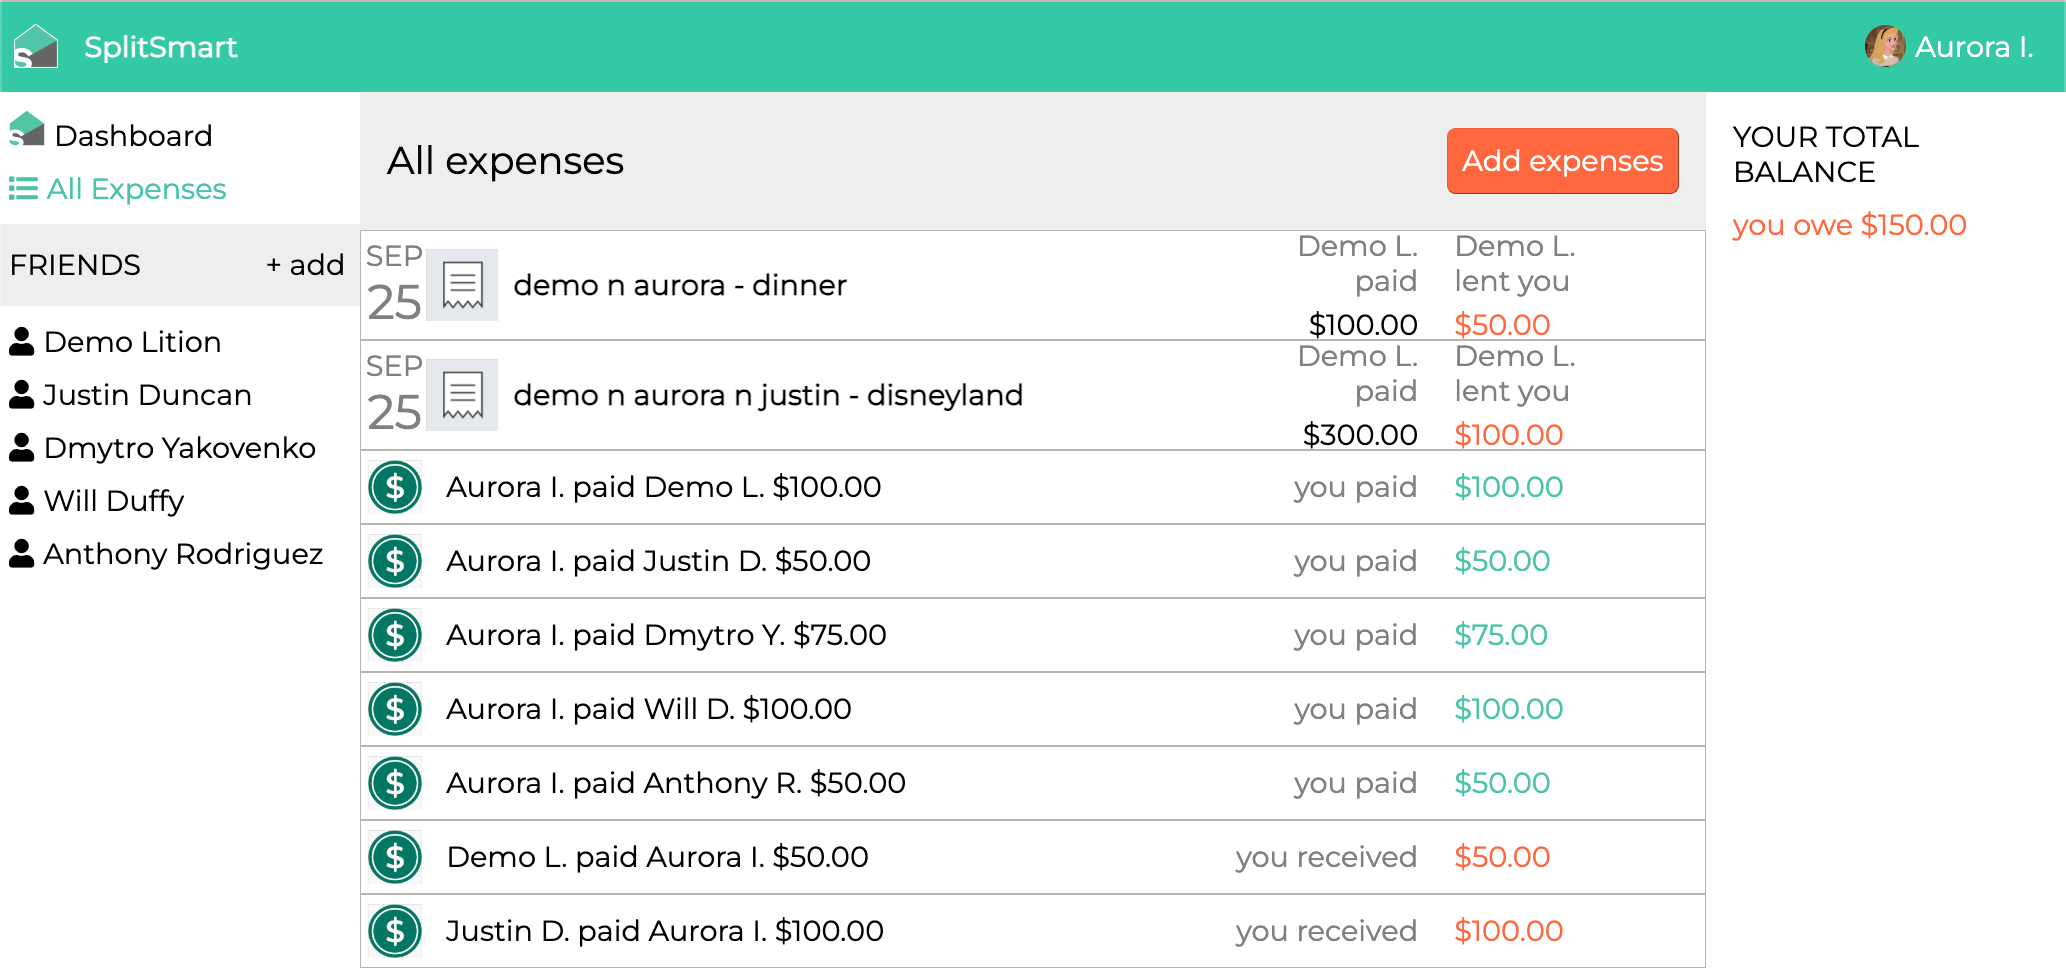 SplitSmart
Aurora I.
Dashboard
All Expenses
FRIENDS + add
Demo Lition
Justin Duncan
Dmytro Yakovenko
Will Duffy
Anthony Rodriguez
All expenses
Add expenses
SEP
25
demo n aurora - dinner
Demo L.
paid
$100.00
Demo L.
lent you
$50.00
SEP
25
demo n aurora n justin - disneyland
Demo L.
paid
$300.00
Demo L.
lent you
$100.00
Aurora I. paid Demo L. $100.00 you paid $100.00
Aurora I. paid Justin D. $50.00 you paid $50.00
Aurora I. paid Dmytro Y. $75.00 you paid $75.00
Aurora I. paid Will D. $100.00 you paid $100.00
Aurora I. paid Anthony R. $50.00 you paid $50.00
Demo L. paid Aurora I. $50.00 you received $50.00
Justin D. paid Aurora I. $100.00 you received $100.00
YOUR TOTAL
BALANCE
you owe $150.00